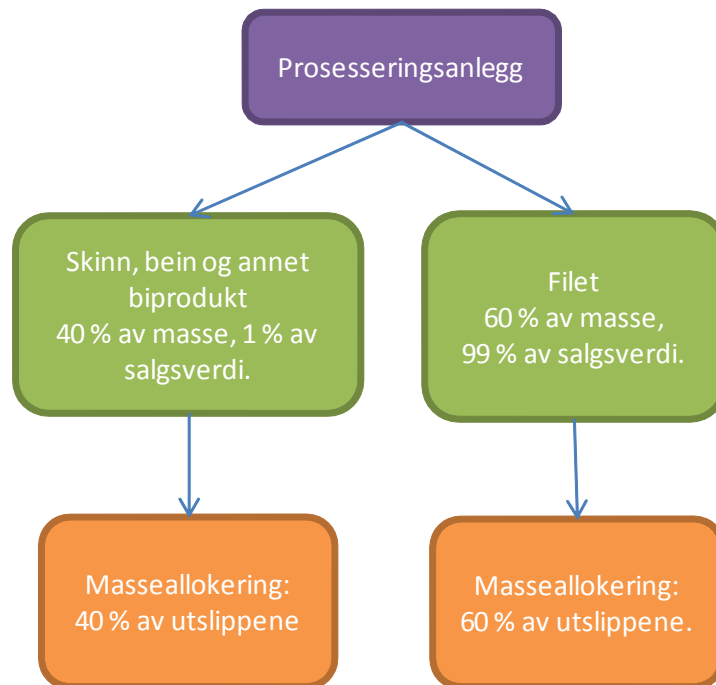 Prosesseringsanlegg
Skinn, bein og annet
biprodukt
40 % av masse, 1 % av
salgsverdi.
Filet
60 % av masse,
99 % av salgsverdi.
Masseallokering:
40 % av utslippene
Masseallokering:
60 % av utslippene.